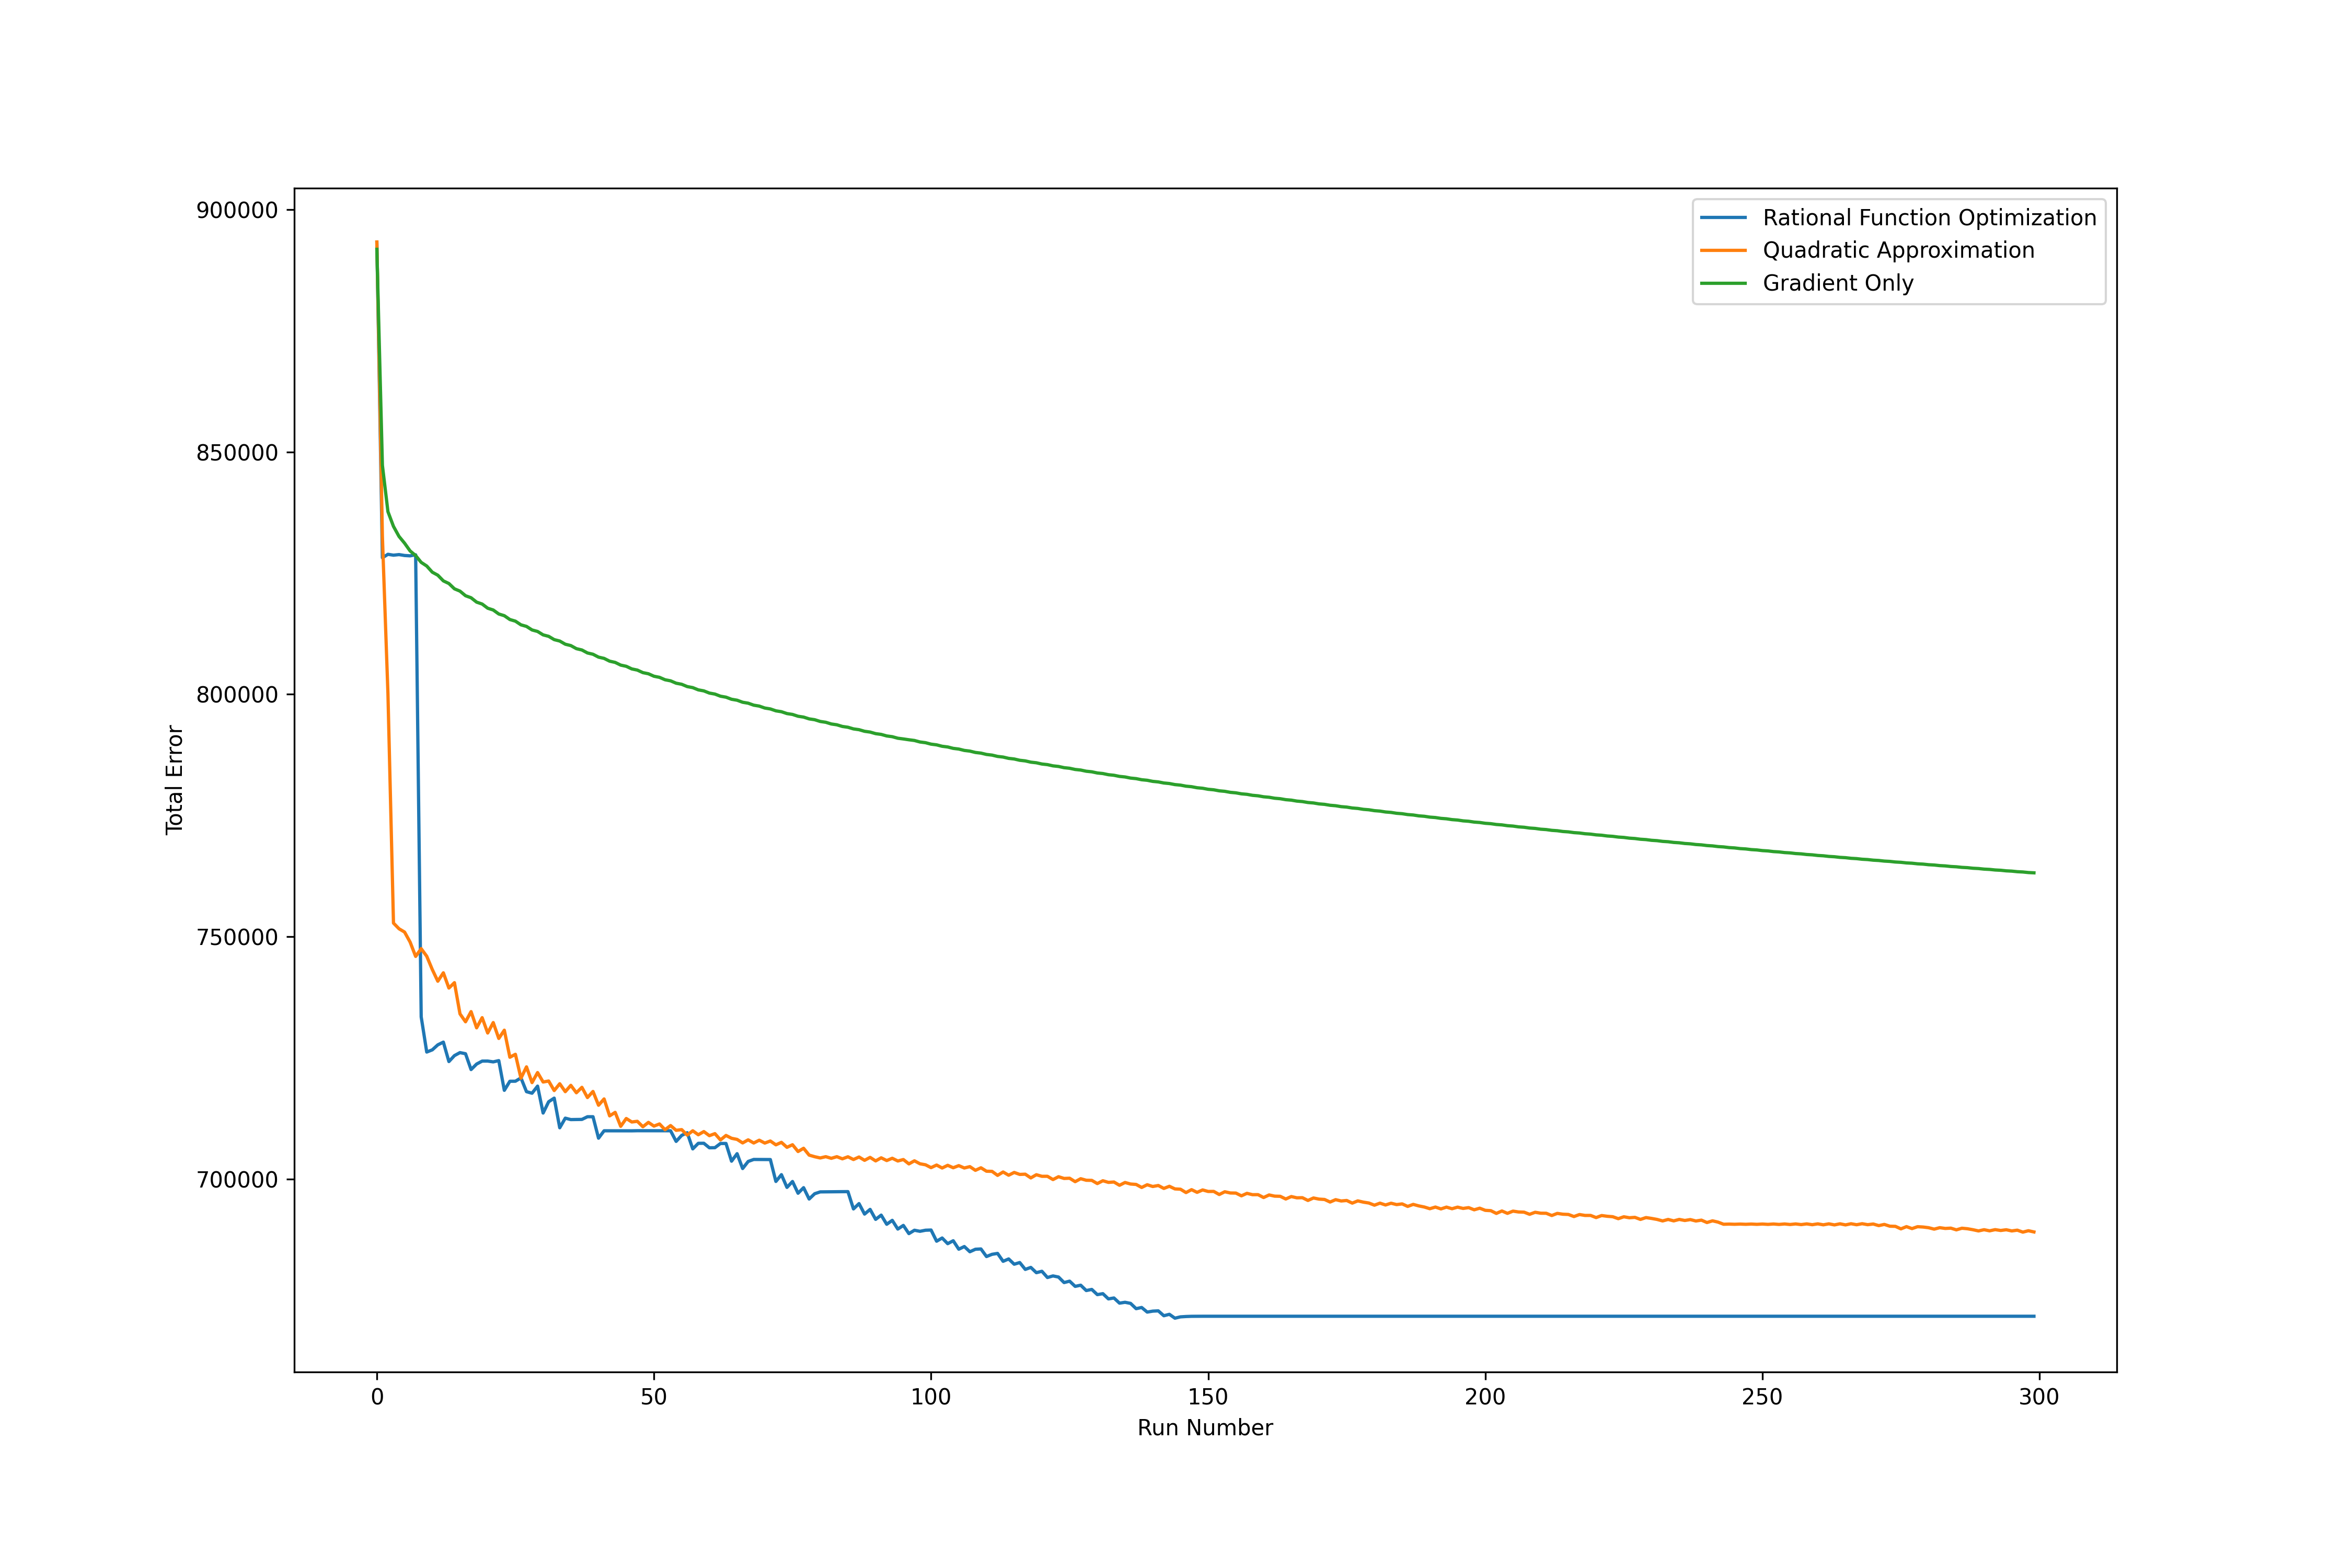 900000
850000
800000
750000
700000
Total Error
0
50
100
150
200
250
300
Run Number
Rational Function Optimization
Quadratic Approximation
Gradient Only